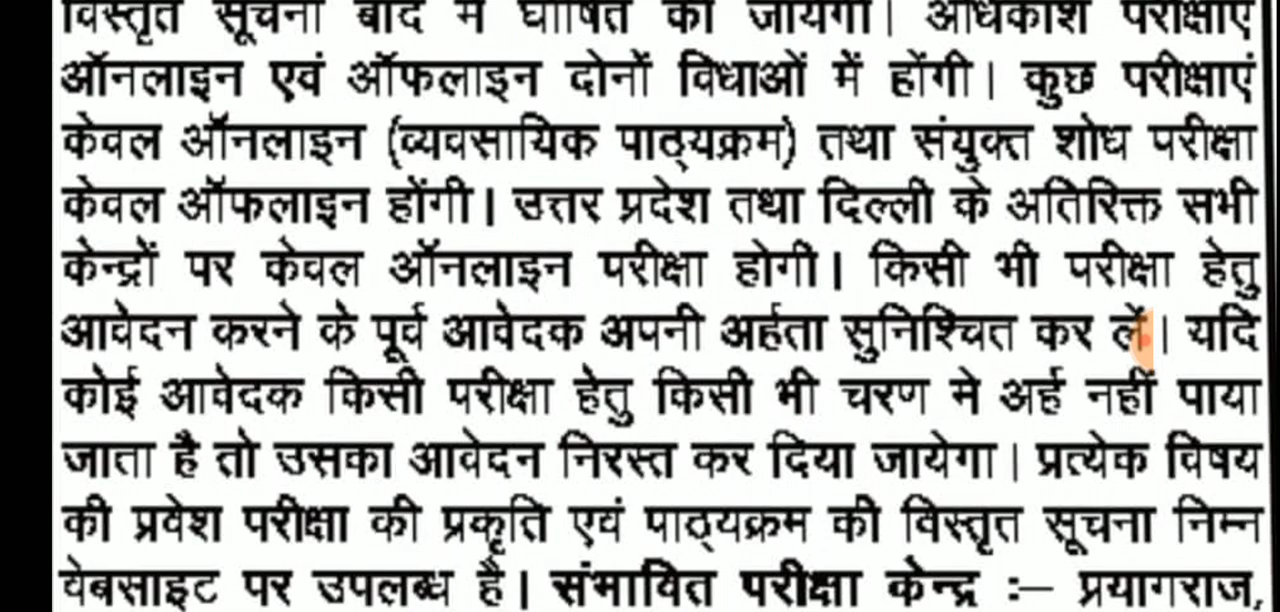 विस्तृत सूचना बाद में घोषित की जायेगी। अधिकांश परीक्षाएं
ऑनलाइन एवं ऑफलाइन दोनों विधाओं में होंगी। कुछ परीक्षाएं
केवल ऑनलाइन (व्यवसायिक पाठ्यक्रम) तथा संयुक्त शोध परीक्षा
केवल ऑफलाइन होंगी। उत्तर प्रदेश तथा दिल्ली के अतिरिक्त सभी
केन्द्रों पर केवल ऑनलाइन परीक्षा होगी। किसी भी परीक्षा हेतु
आवेदन करने के पूर्व आवेदक अपनी अर्हता सुनिश्चित कर लें। यदि
कोई आवेदक किसी परीक्षा हेतु किसी भी चरण मे अर्ह नहीं पाया
जाता है तो उसका आवेदन निरस्त कर दिया जायेगा। प्रत्येक विषय
की प्रवेश परीक्षा की प्रकृति एवं पाठ्यक्रम की विस्तृत सूचना निम्न
वेबसाइट पर उपलब्ध है। संभावित परीक्षा केन्द्र :– प्रयागराज,